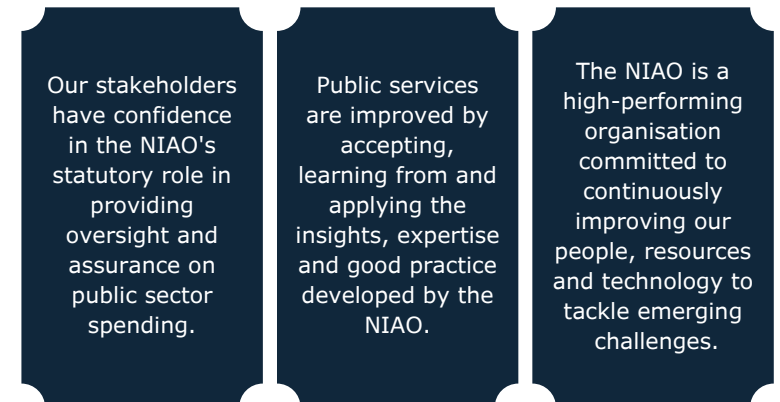 Our stakeholders
have confidence
in the NIAO's
statutory role in
providing
oversight and
assurance on
public sector
spending.
Public services
are improved by
accepting,
learning from and
applying the
insights, expertise
and good practice
developed by the
NIAO.
The NIAO is a
high-performing
organisation
committed to
continuously
improving our
people, resources
and technology to
tackle emerging
challenges.